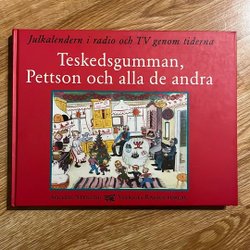 Julkalendern i radio och TV genom tiderna
Teskedsgumman,
Pettson och alla de andra